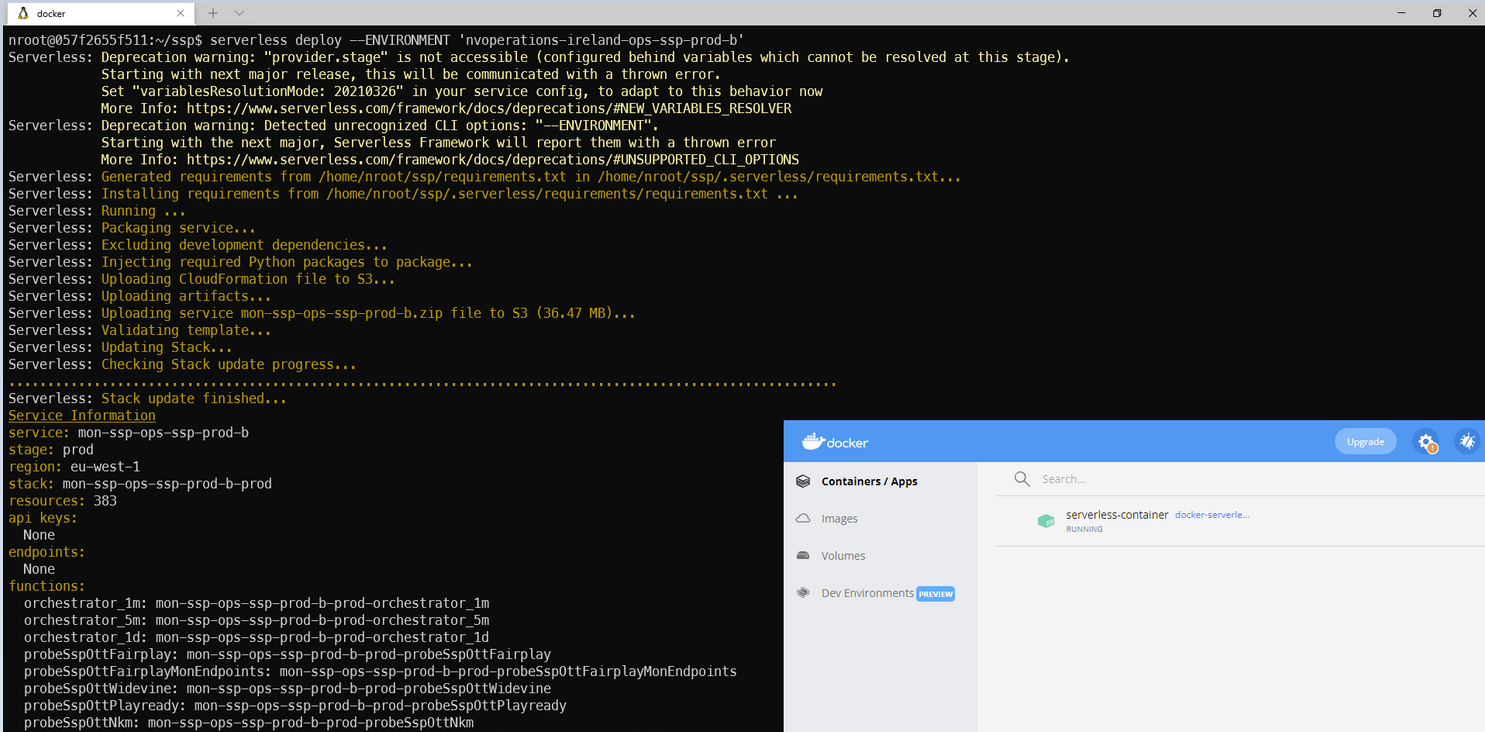 docker
nroot@057f2655f511:~/ssp$ serverless deploy --ENVIRONMENT 'nvoperations-ireland-ops-ssp-prod-b'
Serverless: Deprecation warning: "provider.stage" is not accessible (configured behind variables which cannot be resolved at this stage).
Starting with next major release, this will be communicated with a thrown error.
Set "variablesResolutionMode: 20210326" in your service config, to adapt to this behavior now
More Info: https://www.serverless.com/framework/docs/deprecations/#NEW_VARIABLES_RESOLVER
Serverless: Deprecation warning: Detected unrecognized CLI options: "--ENVIRONMENT".
Starting with the next major, Serverless Framework will report them with a thrown error
More Info: https://www.serverless.com/framework/docs/deprecations/#UNSUPPORTED_CLI_OPTIONS
Serverless: Generated requirements from /home/nroot/ssp/requirements.txt in /home/nroot/ssp/.serverless/requirements.txt...
Serverless: Installing requirements from /home/nroot/ssp/.serverless/requirements/requirements.txt ...
Serverless: Running ...
Serverless: Packaging service...
Serverless: Excluding development dependencies...
Serverless: Injecting required Python packages to package...
Serverless: Uploading CloudFormation file to S3...
Serverless: Uploading artifacts...
Serverless: Uploading service mon-ssp-ops-ssp-prod-b.zip file to S3 (36.47 MB)...
Serverless: Validating template...
Serverless: Updating Stack...
Serverless: Checking Stack update progress...
...........................................................................................................
Serverless: Stack update finished...
Service Information
service: mon-ssp-ops-ssp-prod-b
stage: prod
region: eu-west-1
stack: mon-ssp-ops-ssp-prod-b-prod
resources: 383
api keys:
None
endpoints:
None
functions:
orchestrator_1m: mon-ssp-ops-ssp-prod-b-prod-orchestrator_1m
orchestrator_5m: mon-ssp-ops-ssp-prod-b-prod-orchestrator_5m
orchestrator_1d: mon-ssp-ops-ssp-prod-b-prod-orchestrator_1d
probeSspOttFairplay: mon-ssp-ops-ssp-prod-b-prod-probeSspOttFairplay
probeSspOttFairplayMonEndpoints: mon-ssp-ops-ssp-prod-b-prod-probeSspOttFairplayMonEndpoints
probeSspOttWidevine: mon-ssp-ops-ssp-prod-b-prod-probeSspOttWidevine
probeSspOttPlayready: mon-ssp-ops-ssp-prod-b-prod-probeSspOttPlayready
probeSspOttNkm: mon-ssp-ops-ssp-prod-b-prod-probeSspOttNkm
docker
Upgrade
Containers / Apps
Images
Volumes
Dev Environments PREVIEW
Search...
serverless-container docker-serverle...
RUNNING